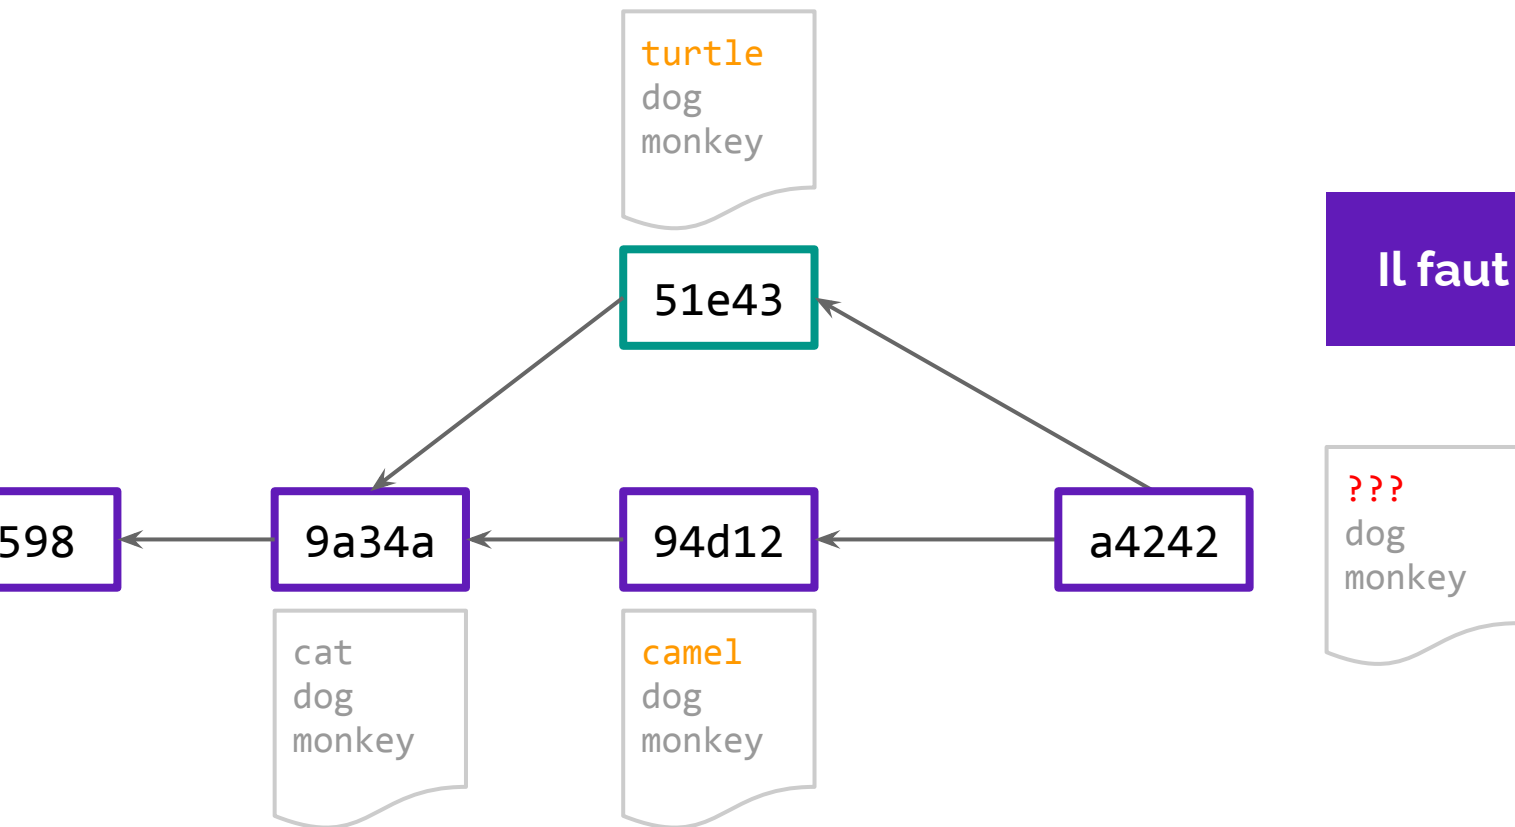 turtle
dog
monkey
51e43
Il faut
598
9a34a
94d12
a4242
???
dog
monkey
cat
dog
monkey
camel
dog
monkey